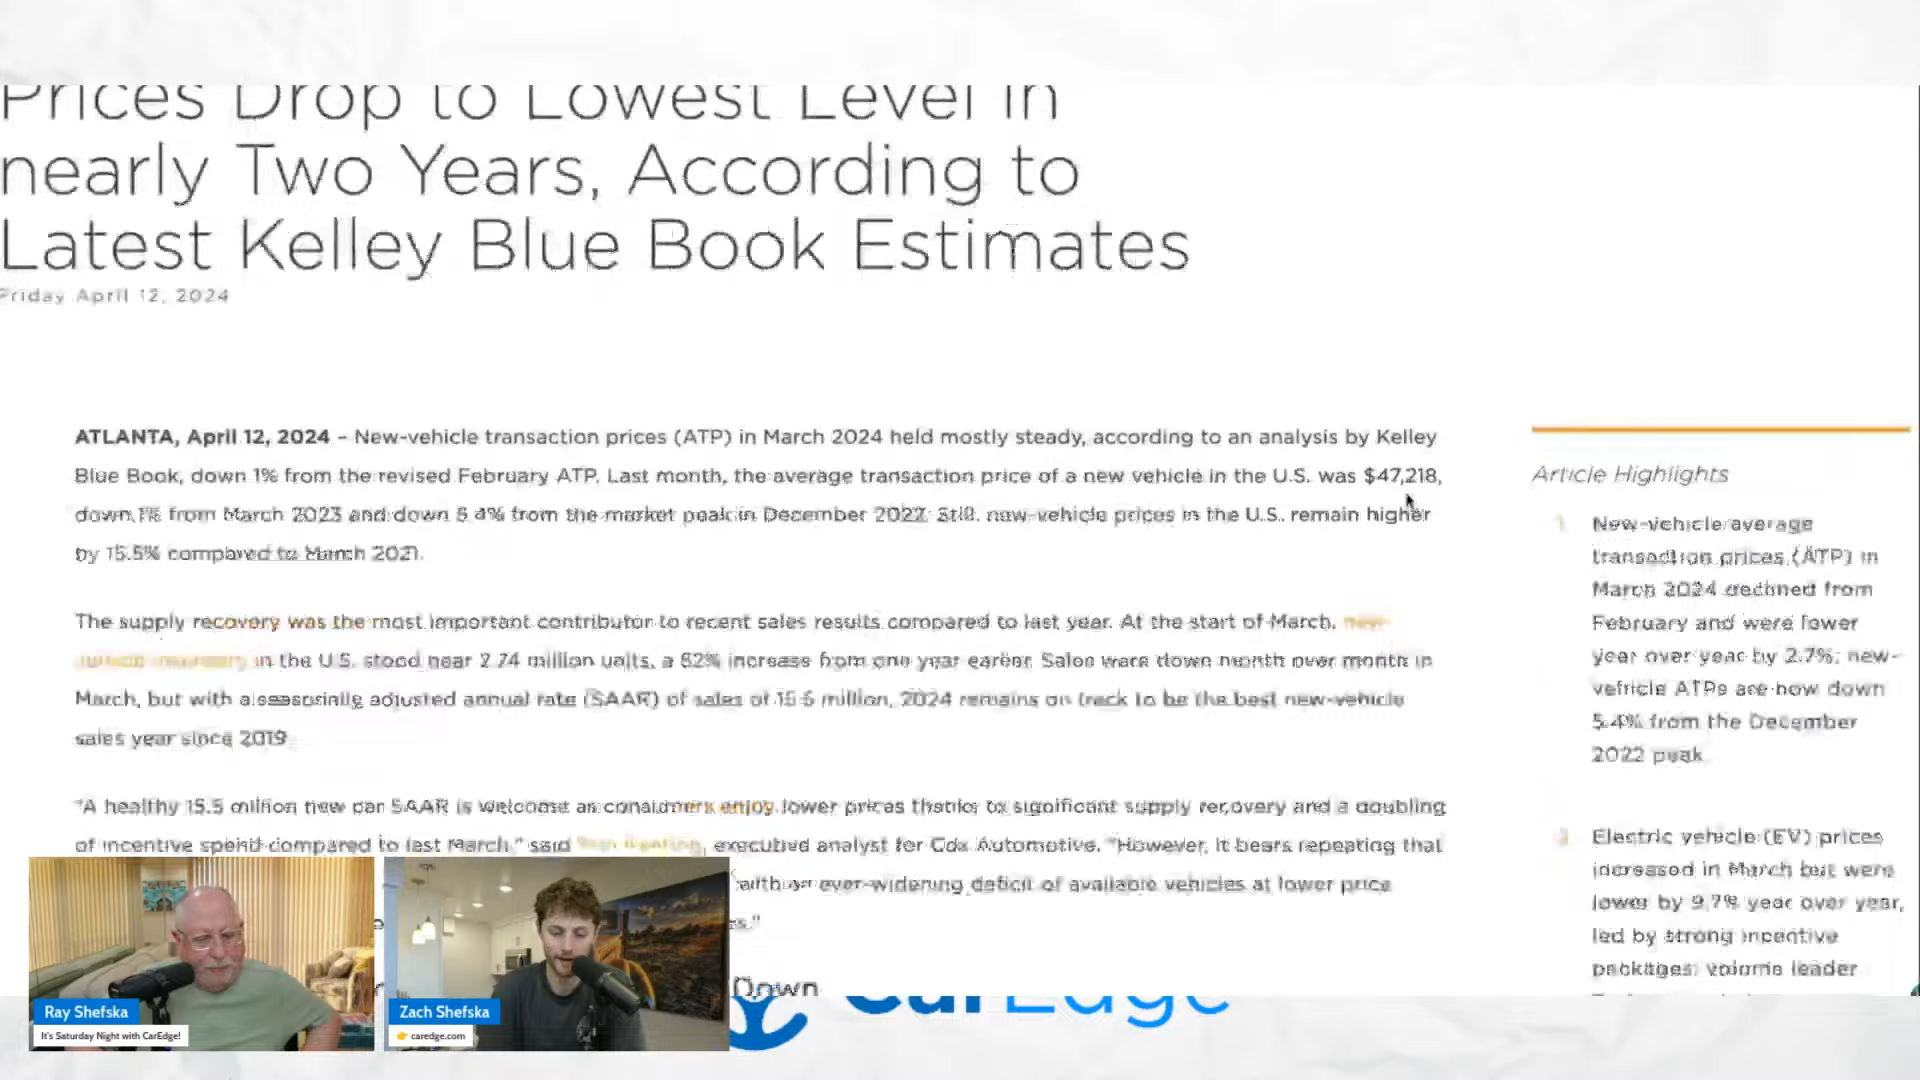 Prices Drop to Lowest Level in
nearly Two Years, According to
Latest Kelley Blue Book Estimates
Friday April 12, 2024
ATLANTA, April 12, 2024 – New-vehicle transaction prices (ATP) in March 2024 held mostly steady, according to an analysis by Kelley
Blue Book, down 1% from the revised February ATP. Last month, the average transaction price of a new vehicle in the U.S. was $47,218,
down 1% from March 2023 and down 5.4% from the market peak in December 2022. Still, new-vehicle prices in the U.S. remain higher
by 15.5% compared to March 2021.
The supply recovery was the most important contributor to recent sales results compared to last year. At the start of March, new-
in the U.S. stood near 2.74 million units, a 52% increase from one year earlier. Sales were down month over month in
March, but with a seasonally adjusted annual rate (SAAR) of sales of 15.5 million, 2024 remains on track to be the best new-vehicle
sales year since 2019
"A healthy 15.5 million new car SAAR is welcome as consumers enjoy lower prices thanks to significant supply recovery and a doubling
of incentive spend compared to last March," said executive analyst for Cox Automotive. "However, it bears repeating that
ever-widening deficit of available vehicles at lower price
es."
Down
Article Highlights
New-vehicle average
transaction prices (ATP) in
March 2024 declined from
February and were lower
year over year by 2.7%; new-
vehicle ATPs are now down
5.4% from the December
2022 peak.
Electric vehicle (EV) prices
increased in March but were
lower by 9.7% year over year,
led by strong incentive
packages; volume leader
CarEdge
Ray Shefska
It's Saturday Night with CarEdge!
Zach Shefska
👉 caredge.com